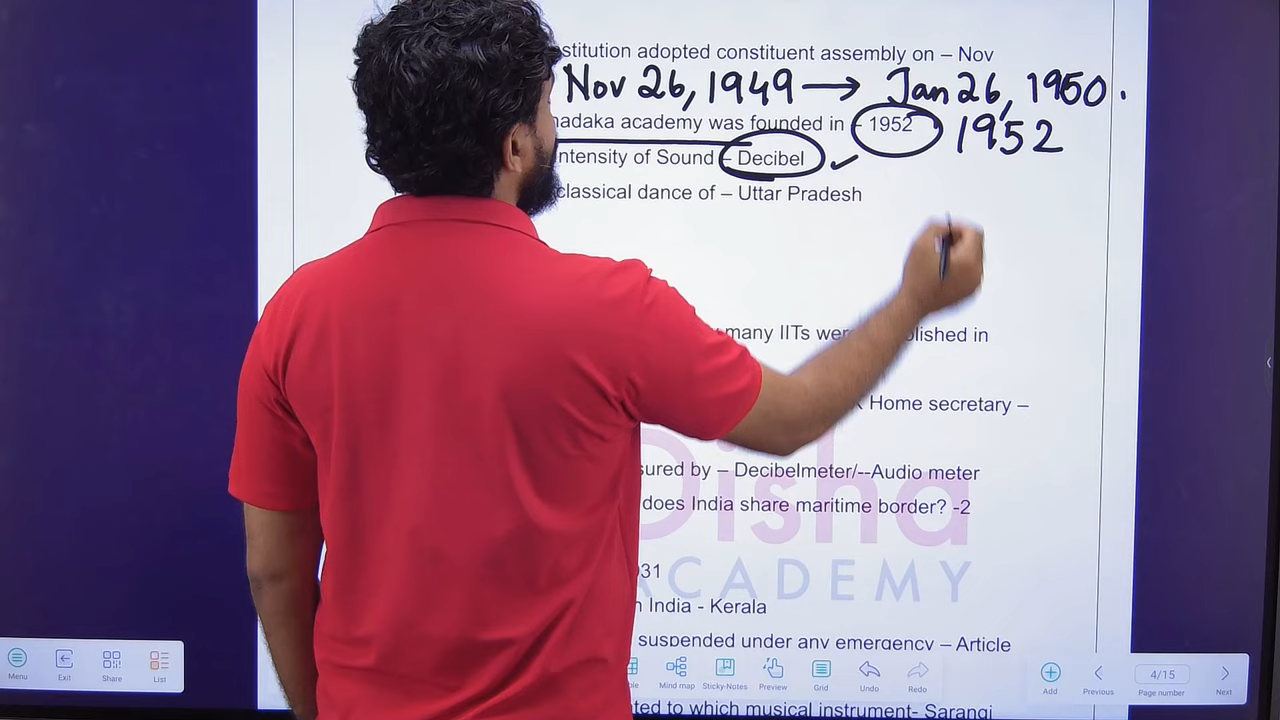 stitution adopted constituent assembly on – Nov
Nov 26, 1949 → Jan 26, 1950.
nadaka academy was founded in – 1952 1952
ntensity of Sound – Decibel ✓
classical dance of – Uttar Pradesh
many IITs were
lished in
Home secretary –
sured by – Decibelmeter/--Audio meter
does India share maritime border? -2
Disha
ACADEMY
031
n India - Kerala
suspended under any emergency – Article
ted to which musical instrument- Sarangi
Menu
Exit
Share
List
Mind map
Sticky-Notes
Preview
Grid
Undo
Redo
Add
Previous
4/15
Page number
Next